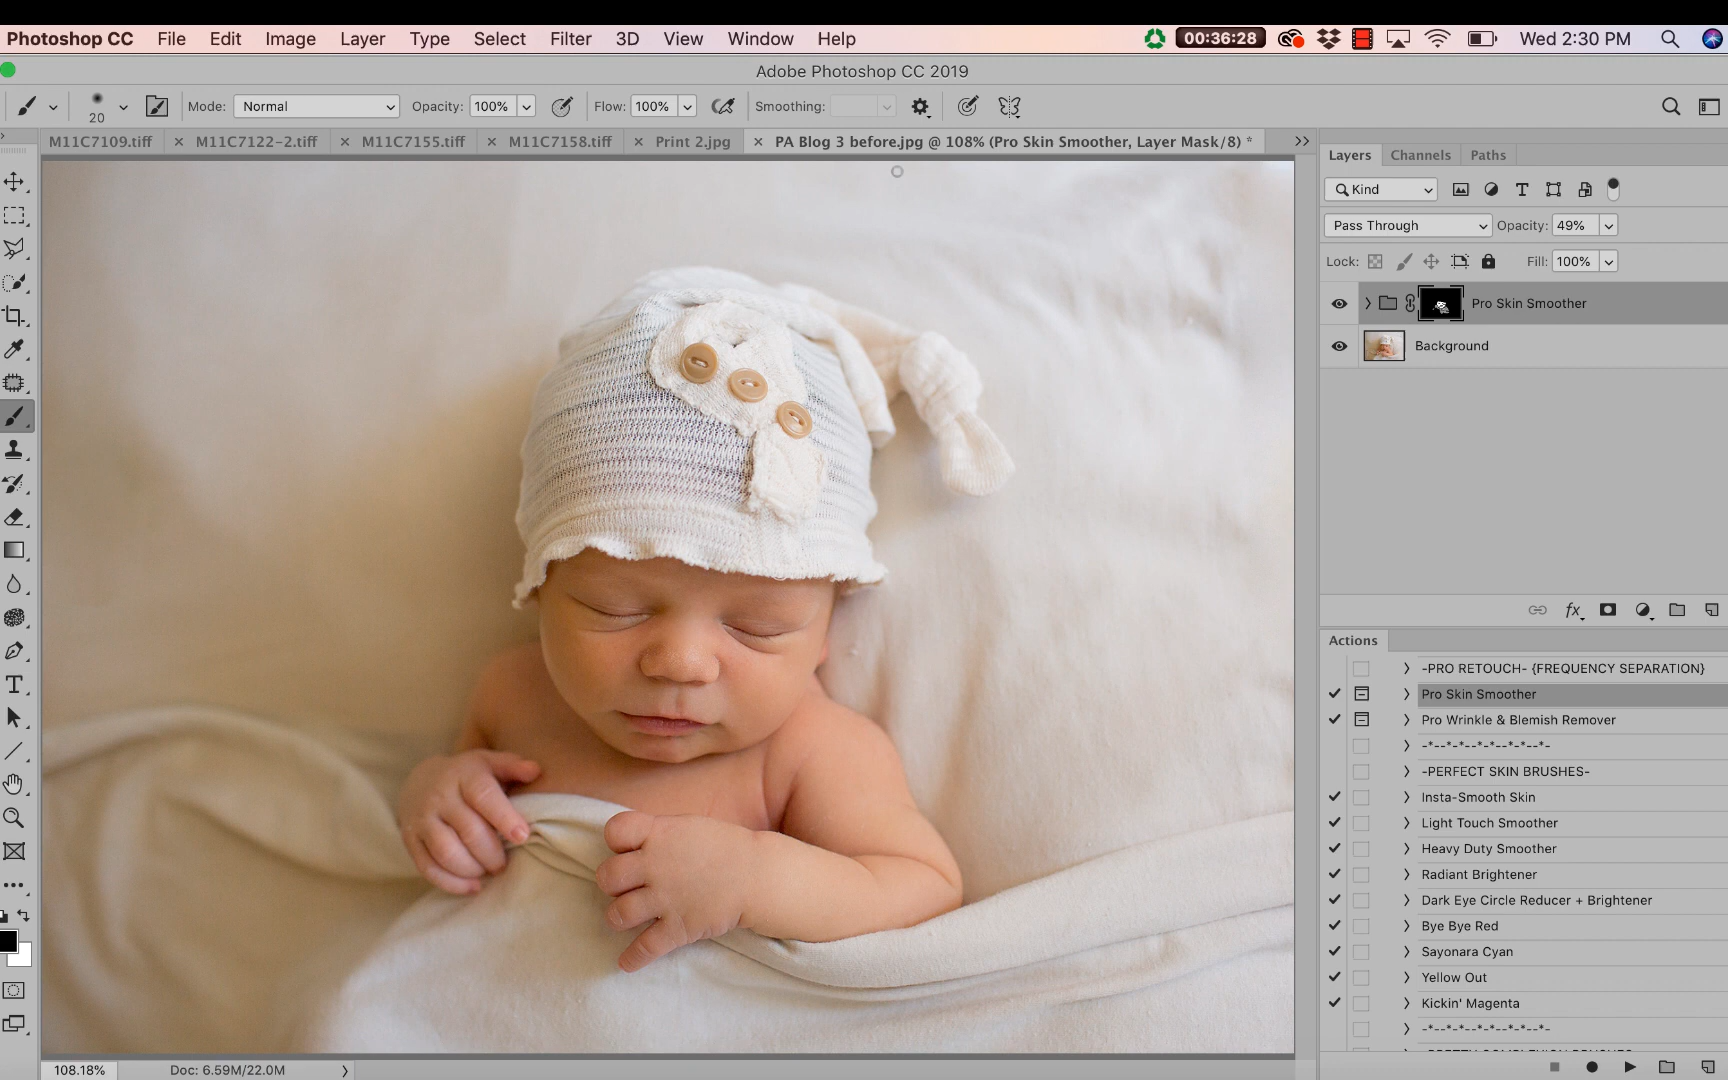 Photoshop CC File Edit Image Layer Type Select Filter 3D View Window Help 00:36:28 Wed 2:30 PM
Adobe Photoshop CC 2019
20 Mode: Normal Opacity: 100% Flow: 100% Smoothing:
M11C7109.tiff × M11C7122-2.tiff × M11C7155.tiff × M11C7158.tiff × Print 2.jpg × PA Blog 3 before.jpg @ 108% (Pro Skin Smoother, Layer Mask/8) *
Layers Channels Paths
Kind
Pass Through Opacity: 49%
Lock: Fill: 100%
Pro Skin Smoother
Background
fx
Actions
-PRO RETOUCH- {FREQUENCY SEPARATION}
Pro Skin Smoother
Pro Wrinkle & Blemish Remover
-*--*-*--*-*--*-*--*-
-PERFECT SKIN BRUSHES-
Insta-Smooth Skin
Light Touch Smoother
Heavy Duty Smoother
Radiant Brightener
Dark Eye Circle Reducer + Brightener
Bye Bye Red
Sayonara Cyan
Yellow Out
Kickin' Magenta
-*--*-*--*-*--*-*--*-
108.18% Doc: 6.59M/22.0M